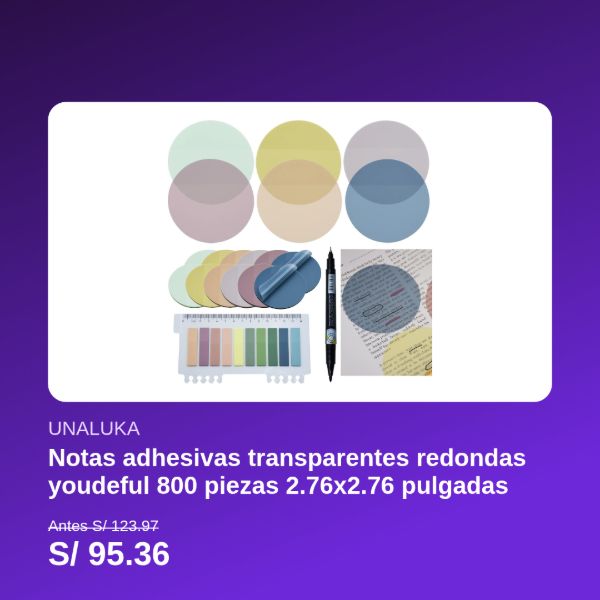 UNALUKA
Notas adhesivas transparentes redondas
youdeful 800 piezas 2.76x2.76 pulgadas
Antes S/ 123.97
S/ 95.36